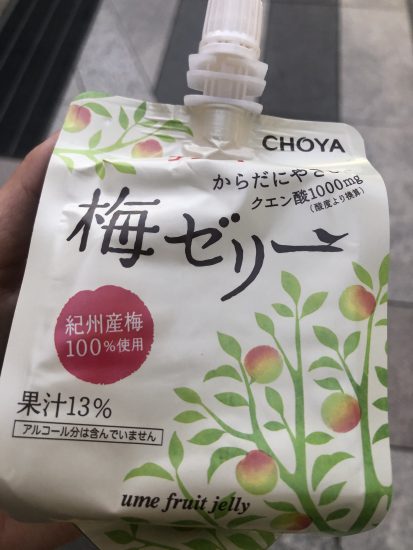 CHOYA
からだにやさ
クエン酸1000mg
(酸度より換算)
梅ゼリー
紀州産梅
100%使用
果汁13%
アルコール分は含んでいません
ume fruit jelly